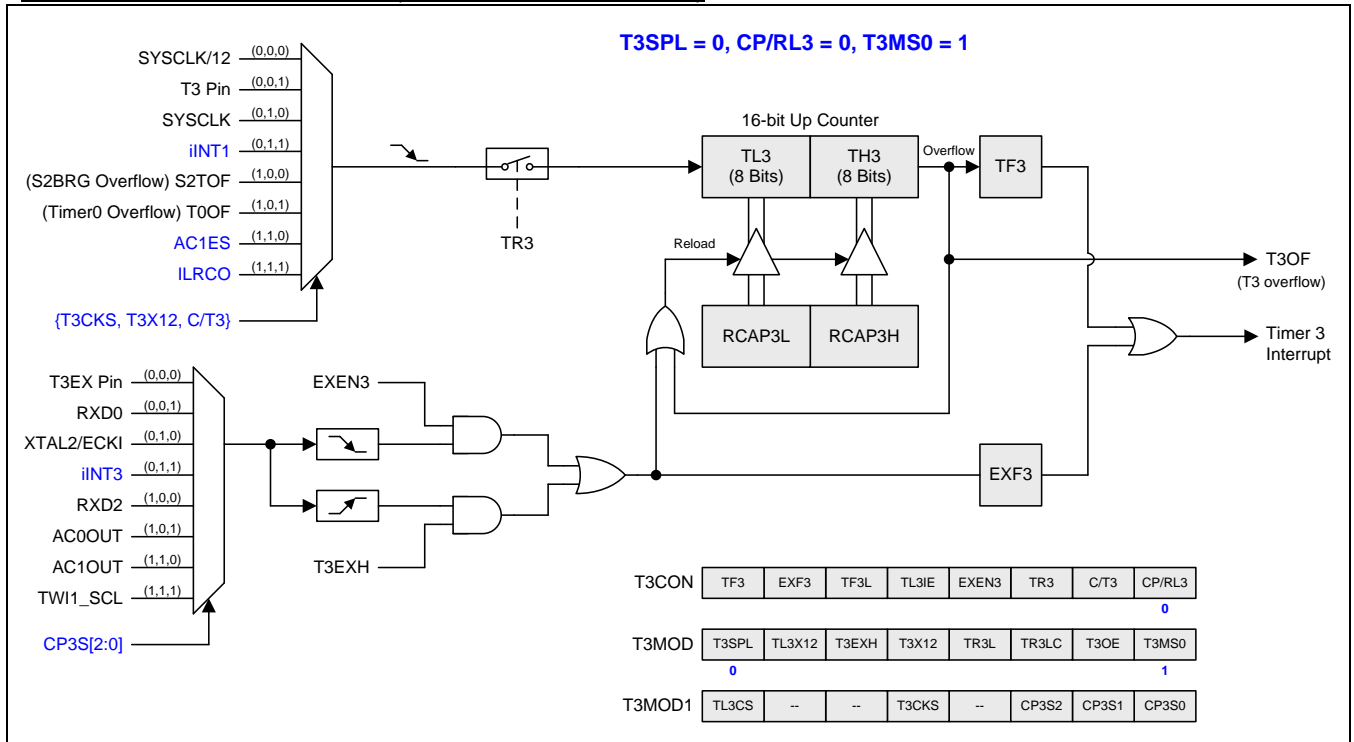 T3SPL = 0, CP/RL3 = 0, T3MS0 = 1
SYSCLK/12 (0,0,0)
T3 Pin (0,0,1)
SYSCLK (0,1,0)
iINT1 (0,1,1)
(S2BRG Overflow) S2TOF (1,0,0)
(Timer0 Overflow) T0OF (1,0,1)
AC1ES (1,1,0)
ILRCO (1,1,1)
{T3CKS, T3X12, C/T3}
TR3
16-bit Up Counter
TL3 (8 Bits)
TH3 (8 Bits)
Overflow
TF3
Reload
RCAP3L
RCAP3H
T3OF
(T3 overflow)
Timer 3
Interrupt
T3EX Pin (0,0,0)
RXD0 (0,0,1)
XTAL2/ECKI (0,1,0)
iINT3 (0,1,1)
RXD2 (1,0,0)
AC0OUT (1,0,1)
AC1OUT (1,1,0)
TWI1_SCL (1,1,1)
CP3S[2:0]
EXEN3
T3EXH
EXF3
T3CON TF3 EXF3 TF3L TL3IE EXEN3 TR3 C/T3 CP/RL3
0
T3MOD T3SPL TL3X12 T3EXH T3X12 TR3L TR3LC T3OE T3MS0
0 1
T3MOD1 TL3CS -- -- T3CKS -- CP3S2 CP3S1 CP3S0